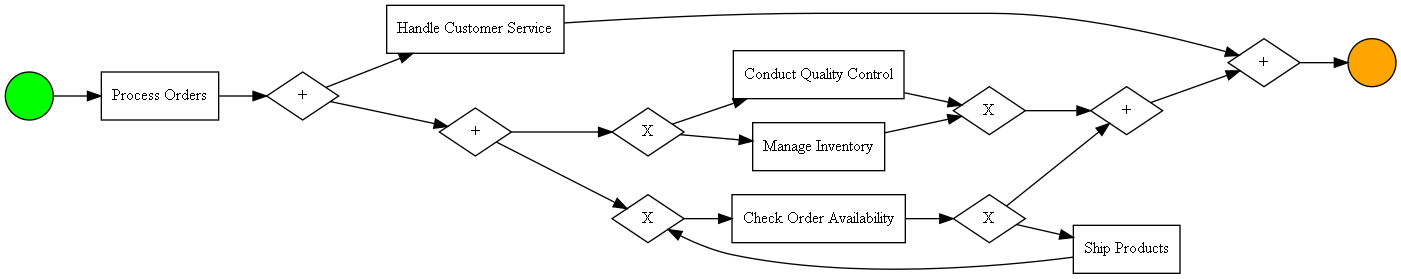 Handle Customer Service
Process Orders
+
+
X
Conduct Quality Control
Manage Inventory
X
+
+
X
Check Order Availability
X
Ship Products